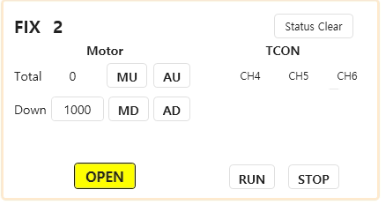 FIX 2 Status Clear
Motor TCON
Total 0 MU AU CH4 CH5 CH6
Down 1000 MD AD
OPEN RUN STOP